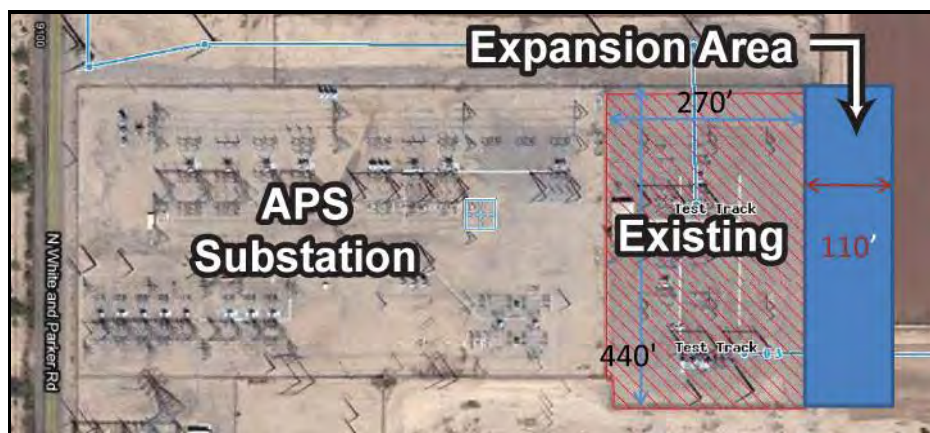 9100
Expansion Area
270'
APS
Substation
Test Track
Existing
110'
440'
Test Track
N White and Parker Rd